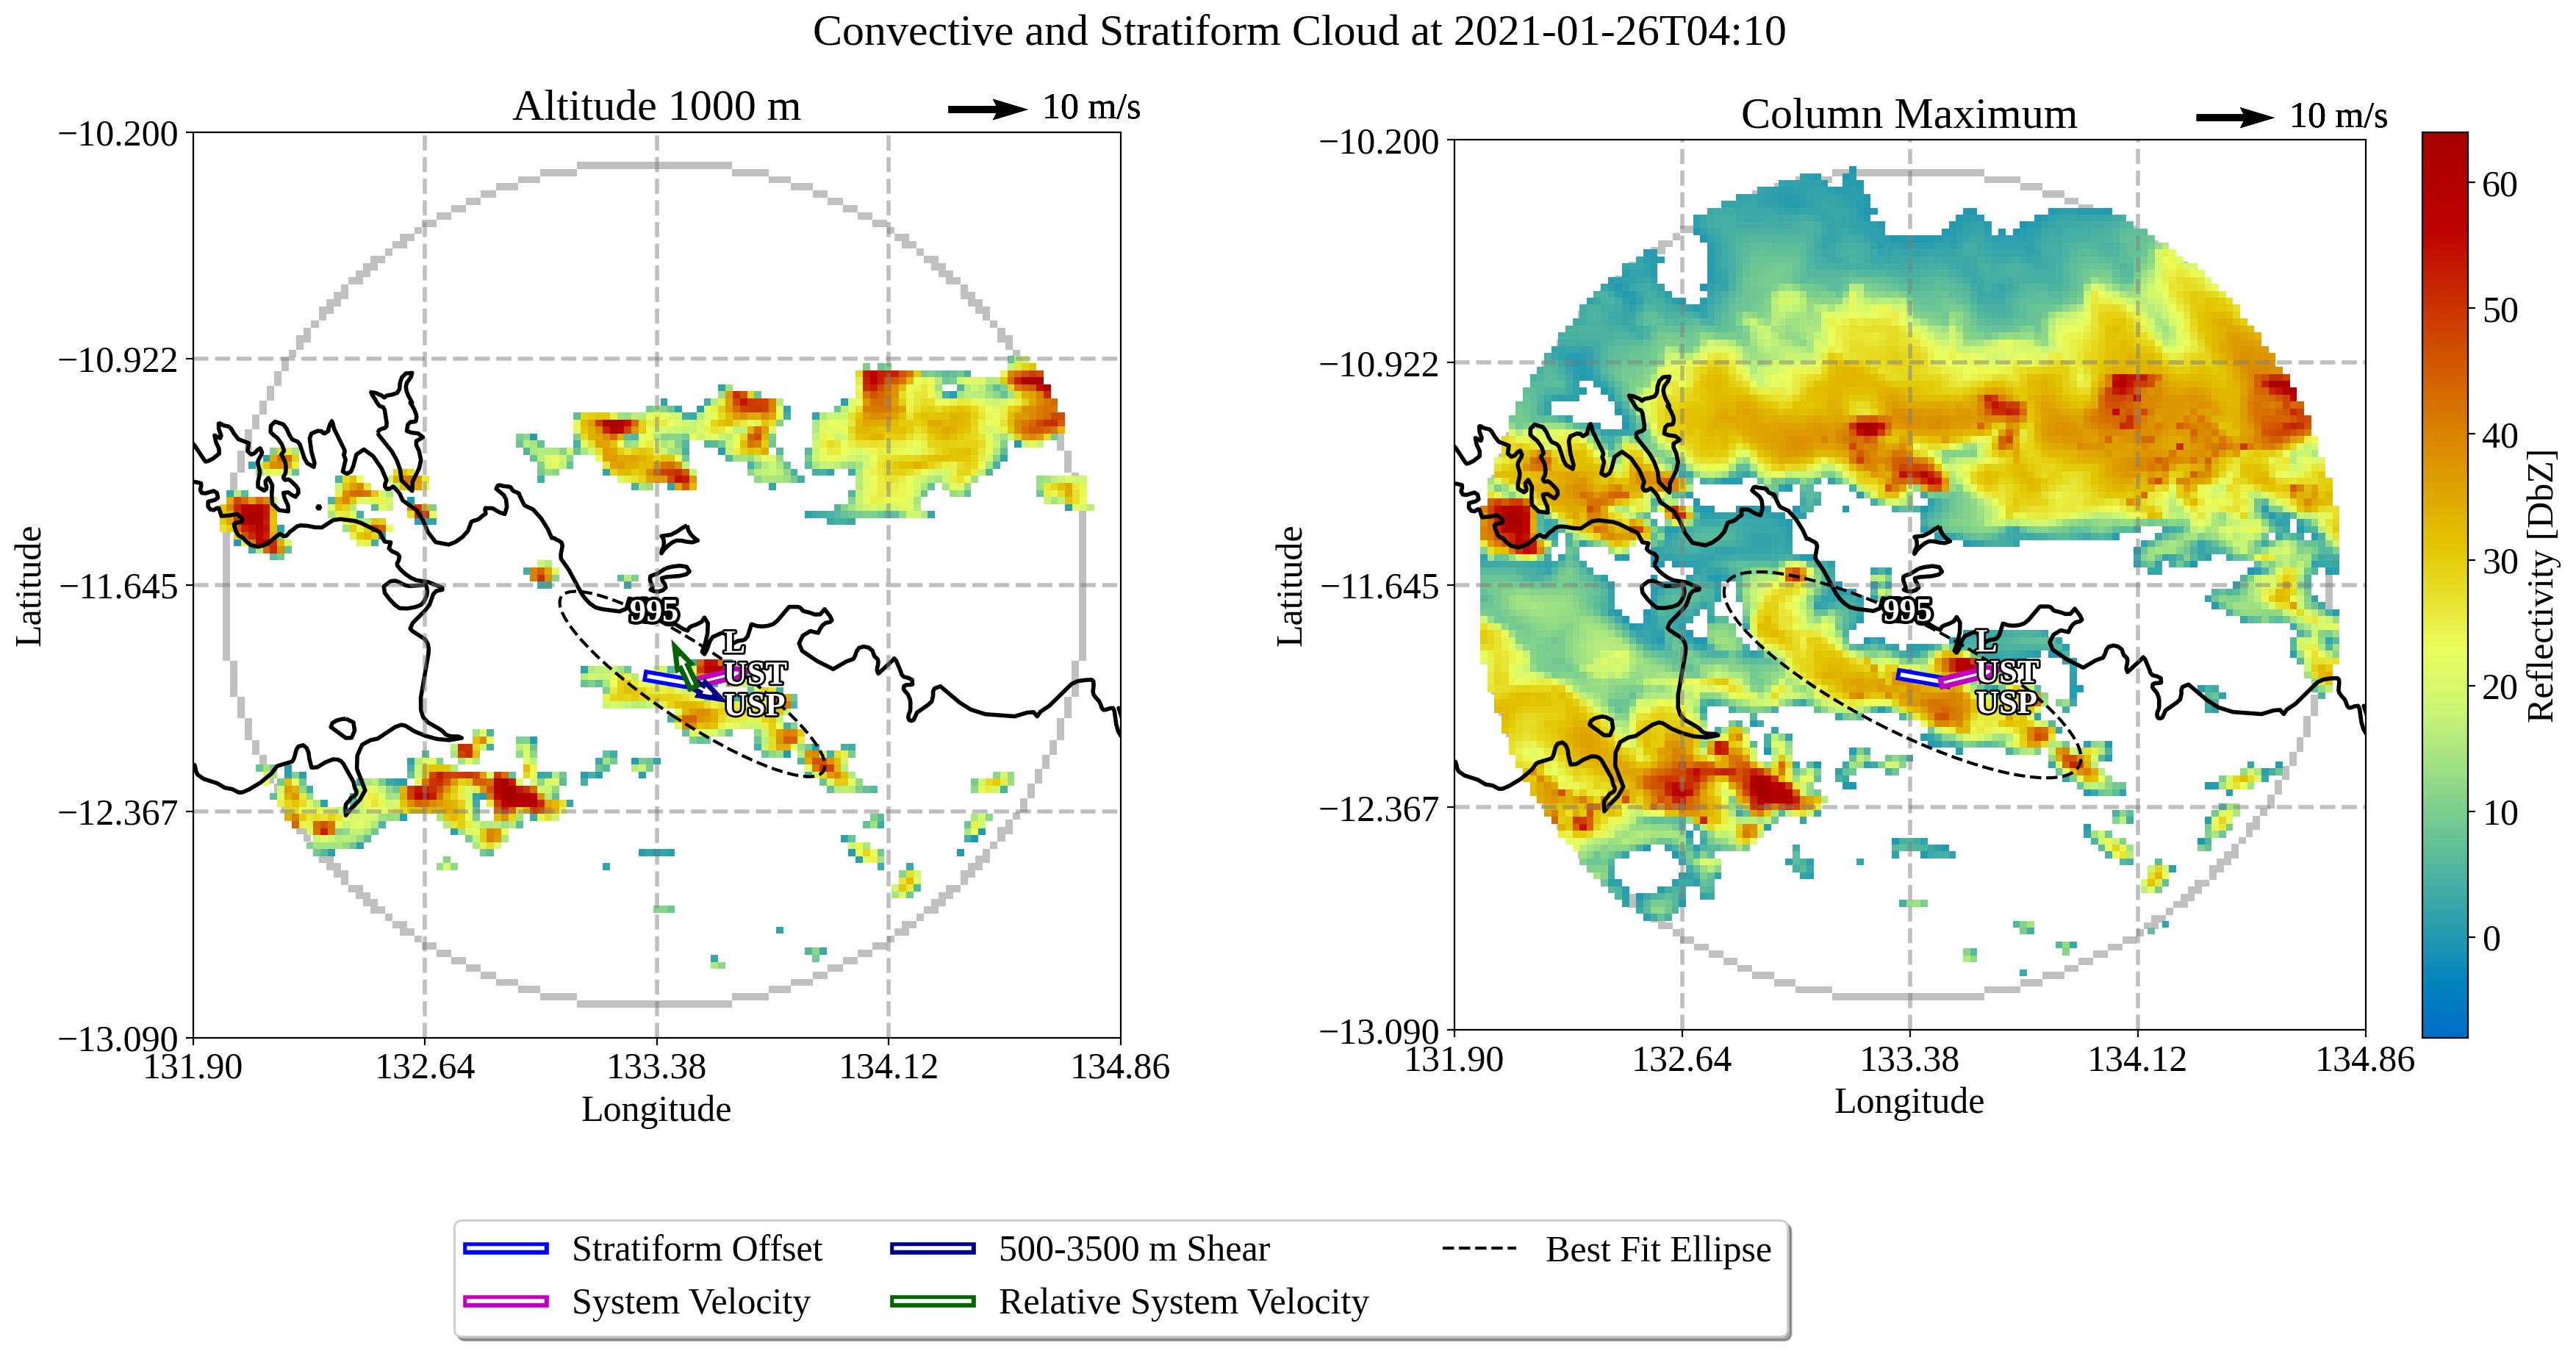 Convective and Stratiform Cloud at 2021-01-26T04:10
Altitude 1000 m
10 m/s
−10.200
−10.922
−11.645
−12.367
−13.090
Latitude
131.90
132.64
133.38
134.12
134.86
Longitude
995
L
UST
USP
Column Maximum
10 m/s
−10.200
−10.922
−11.645
−12.367
−13.090
Latitude
131.90
132.64
133.38
134.12
134.86
Longitude
995
L
UST
USP
60
50
40
30
20
10
0
Reflectivity [DbZ]
Stratiform Offset
System Velocity
500-3500 m Shear
Relative System Velocity
Best Fit Ellipse